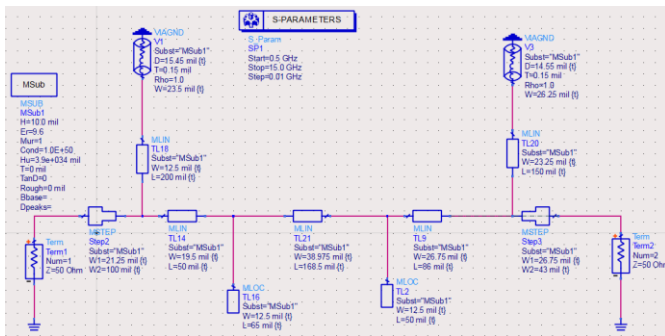 S-PARAMETERS
S_Param
SP1
Start=0.5 GHz
Stop=15.0 GHz
Step=0.01 GHz
VIAGND
V1
Subst="MSub1"
D=15.45 mil {t}
T=0.15 mil
Rho=1.0
W=23.5 mil {t}
VIAGND
V3
Subst="MSub1"
D=14.55 mil {t}
T=0.15 mil
Rho=1.0
W=26.25 mil {t}
MSub
MSUB
MSub1
H=10.0 mil
Er=9.6
Mur=1
Cond=1.0E+50
Hu=3.9e+034 mil
T=0 mil
TanD=0
Rough=0 mil
Bbase=
Dpeaks=
MLIN
TL18
Subst="MSub1"
W=12.5 mil {t}
L=200 mil {t}
MLIN
TL20
Subst="MSub1"
W=23.25 mil {t}
L=150 mil {t}
Term
Term1
Num=1
Z=50 Ohm
MSTEP
Step2
Subst="MSub1"
W1=21.25 mil {t}
W2=100 mil {t}
MLIN
TL14
Subst="MSub1"
W=19.5 mil {t}
L=50 mil {t}
MLOC
TL16
Subst="MSub1"
W=12.5 mil {t}
L=65 mil {t}
MLIN
TL21
Subst="MSub1"
W=38.975 mil {t}
L=168.5 mil {t}
MLOC
TL2
Subst="MSub1"
W=12.5 mil {t}
L=50 mil {t}
MLIN
TL9
Subst="MSub1"
W=26.75 mil {t}
L=86 mil {t}
MSTEP
Step3
Subst="MSub1"
W1=26.75 mil {t}
W2=43 mil {t}
Term
Term2
Num=2
Z=50 Ohm